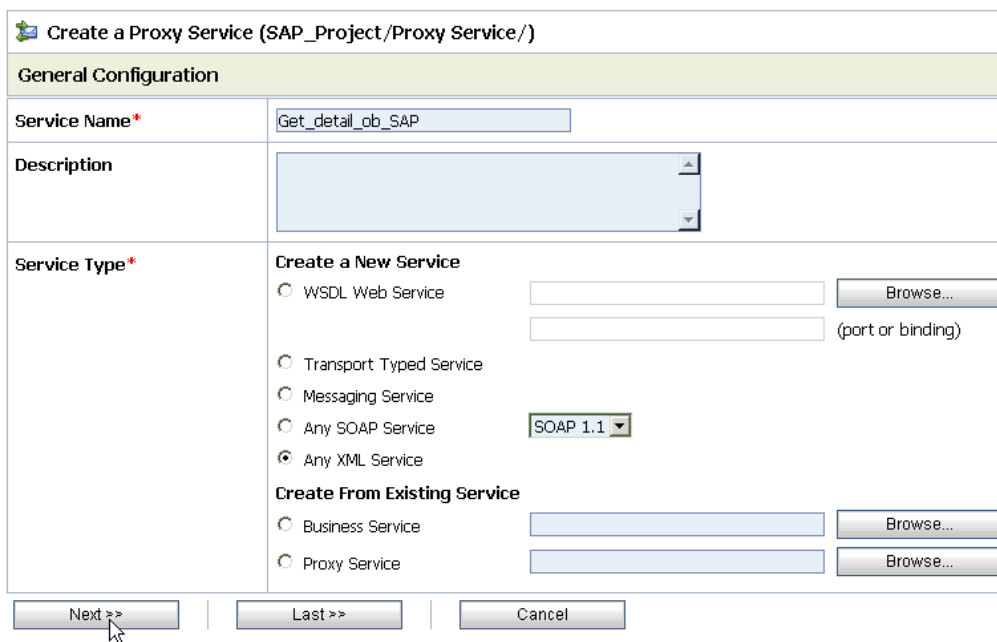 Create a Proxy Service (SAP_Project/Proxy Service/)
General Configuration
Service Name*
Get_detail_ob_SAP
Description
Service Type*
Create a New Service
WSDL Web Service
Browse...
(port or binding)
Transport Typed Service
Messaging Service
Any SOAP Service
SOAP 1.1
Any XML Service
Create From Existing Service
Business Service
Browse...
Proxy Service
Browse...
Next >>
Last >>
Cancel